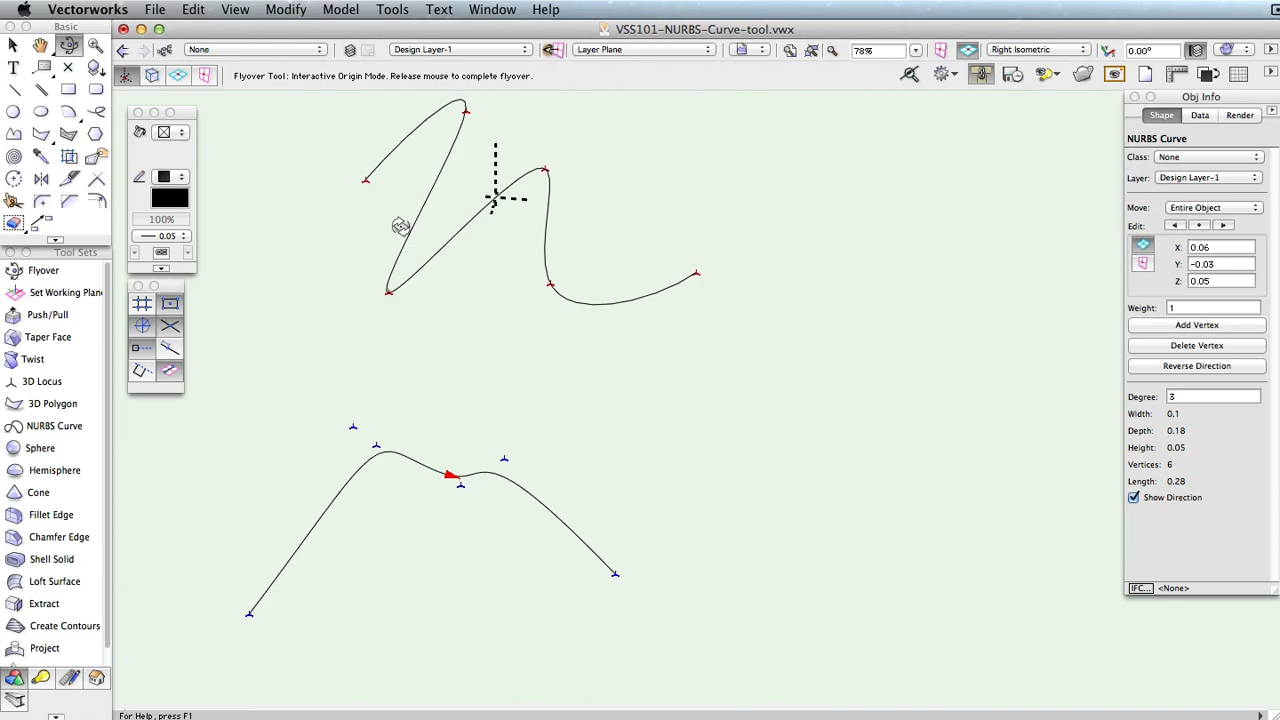 Vectorworks File Edit View Modify Model Tools Text Window Help
Basic
VSS101-NURBS-Curve-tool.vwx
None
Design Layer-1
Layer Plane
78%
Right Isometric
0.00°
Flyover Tool: Interactive Origin Mode. Release mouse to complete flyover.
100%
0.05
Tool Sets
Flyover
Set Working Plane
Push/Pull
Taper Face
Twist
3D Locus
3D Polygon
NURBS Curve
Sphere
Hemisphere
Cone
Fillet Edge
Chamfer Edge
Shell Solid
Loft Surface
Extract
Create Contours
Project
Obj Info
Shape Data Render
NURBS Curve
Class: None
Layer: Design Layer-1
Move: Entire Object
Edit:
X: 0.06
Y: -0.03
Z: 0.05
Weight: 1
Add Vertex
Delete Vertex
Reverse Direction
Degree: 3
Width: 0.1
Depth: 0.18
Height: 0.05
Vertices: 6
Length: 0.28
Show Direction
IFC... <None>
For Help, press F1